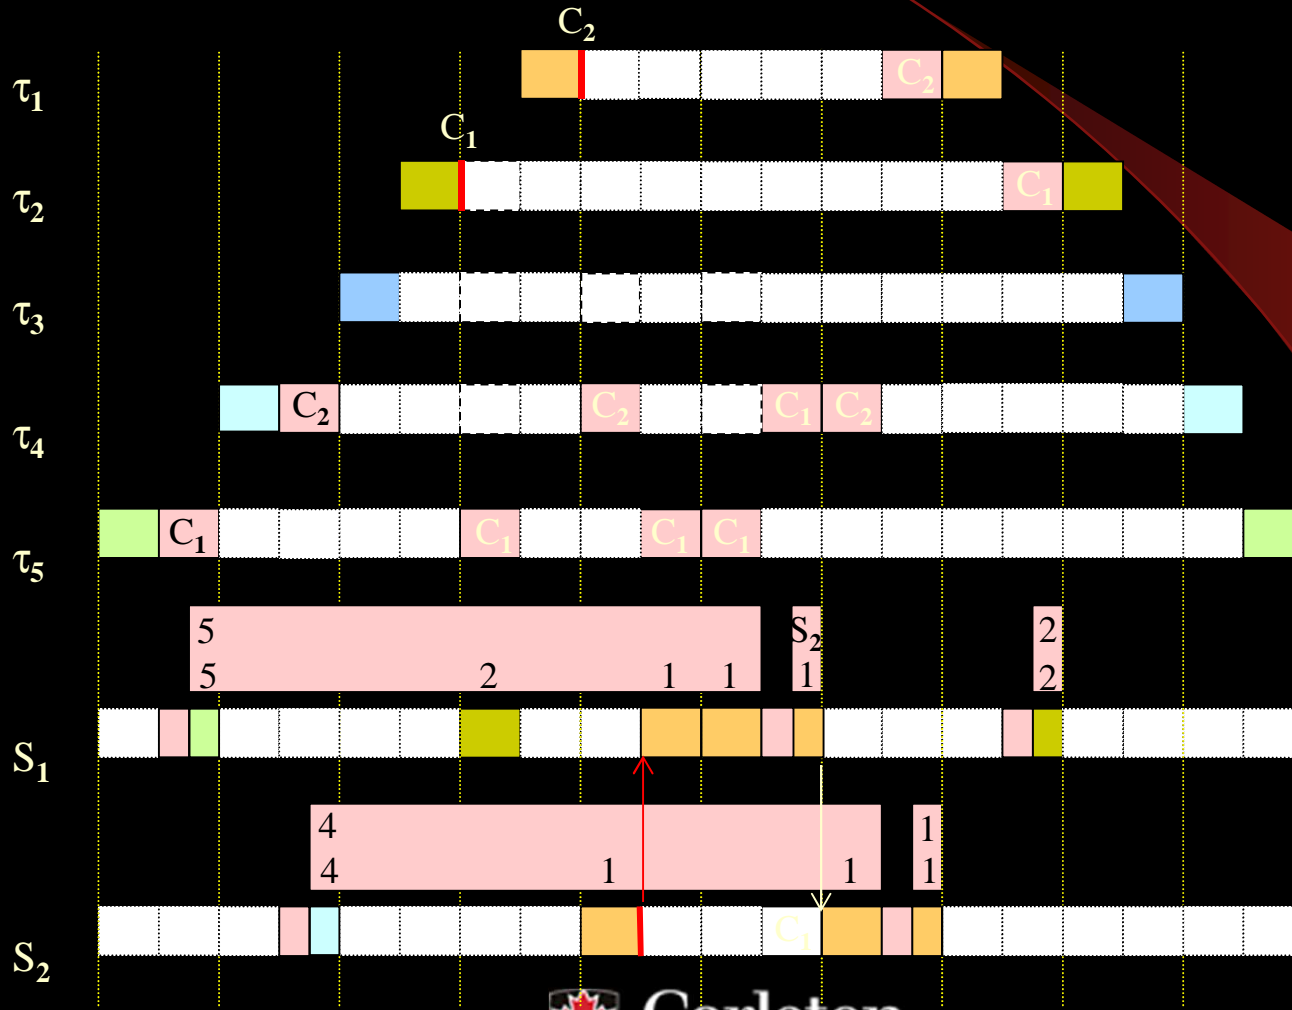 C₂
τ₁ C₂
C₁
τ₂ C₁
τ₃
τ₄ C₂ C₂ C₁ C₂
τ₅ C₁ C₁ C₁ C₁
5 S₂ 2
5 2 1 1 1 2
S₁
4 1
4 1 1 1
S₂ C₁
Carleton